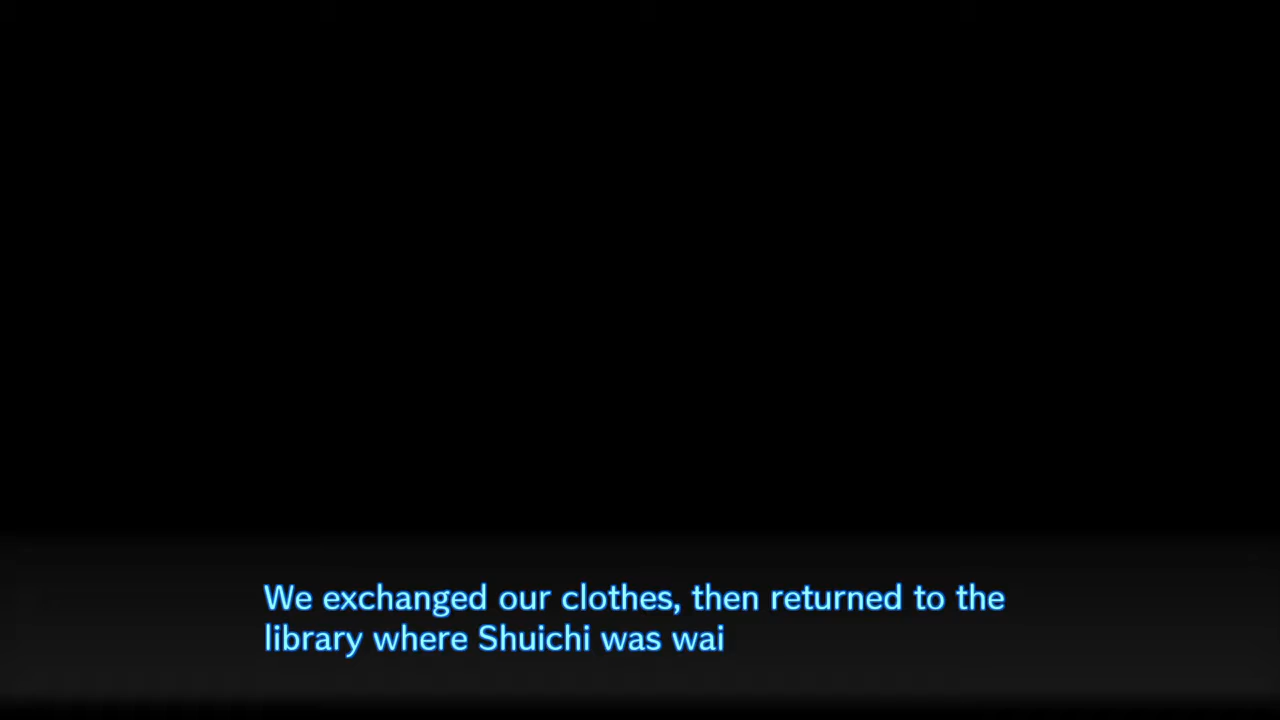 We exchanged our clothes, then returned to the
library where Shuichi was wai